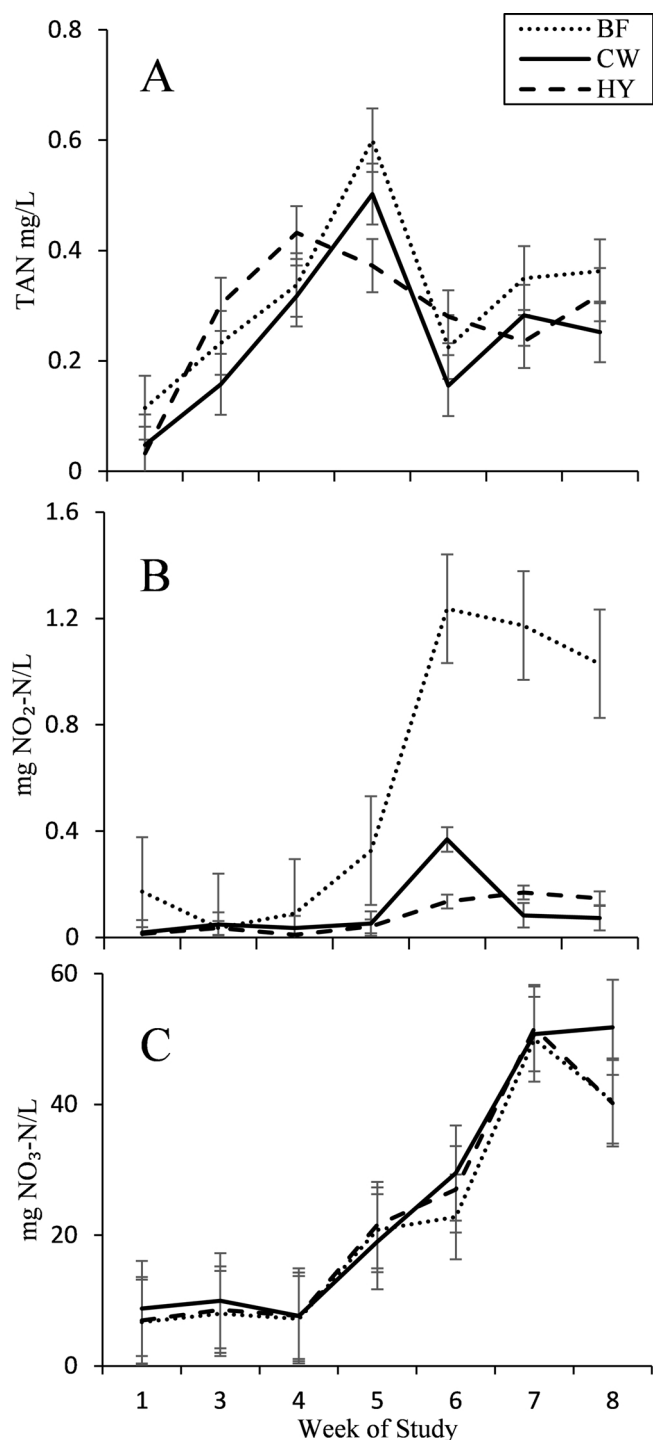 BF
CW
HY
A
0.8
0.6
0.4
0.2
0
TAN mg/L
B
1.6
1.2
0.8
0.4
0
mg NO₂-N/L
C
60
40
20
0
mg NO₃-N/L
1 3 4 5 6 7 8
Week of Study